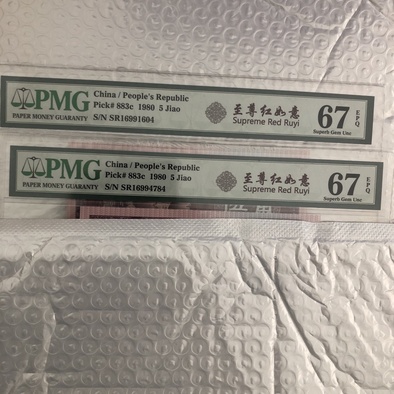 PMG
PAPER MONEY GUARANTY
China / People's Republic
Pick# 883c 1980 5 Jiao
S/N SR16991604
至尊红如意
Supreme Red Ruyi
67
EPQ
Superb Gem Unc
PMG
PAPER MONEY GUARANTY
China / People's Republic
Pick# 883c 1980 5 Jiao
S/N SR16994784
至尊红如意
Supreme Red Ruyi
67
EPQ
Superb Gem Unc